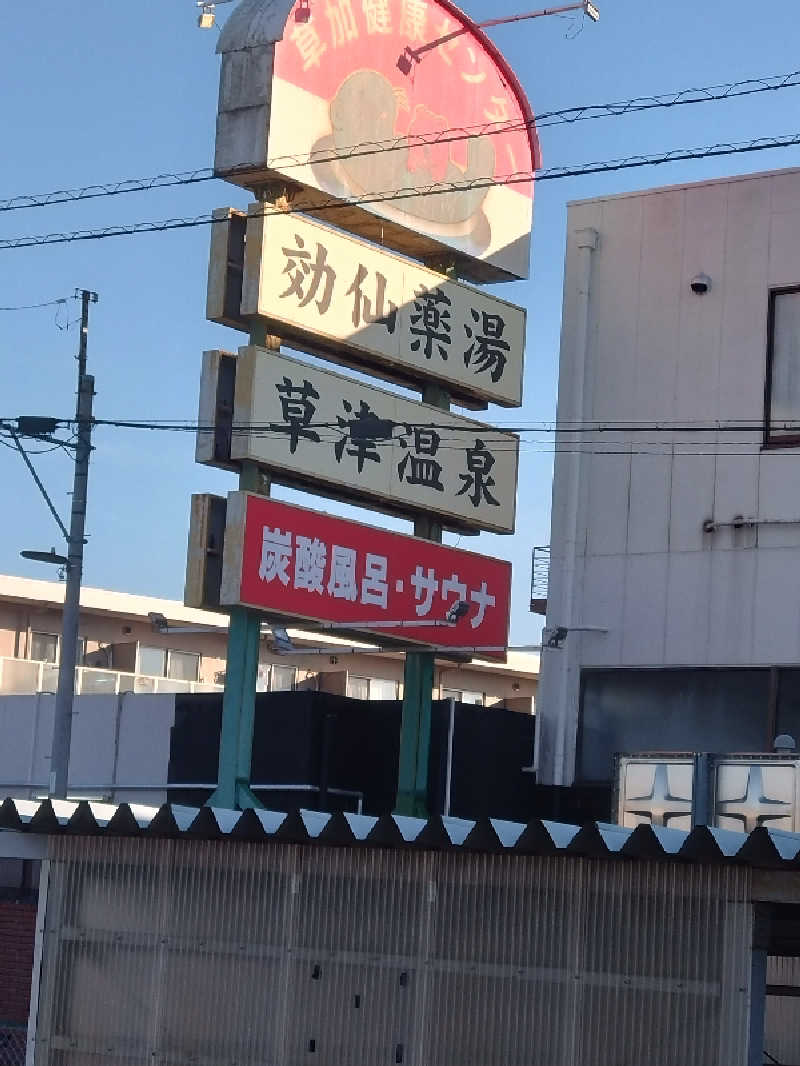 草加健康センター
効仙薬湯
草津温泉
炭酸風呂・サウナ